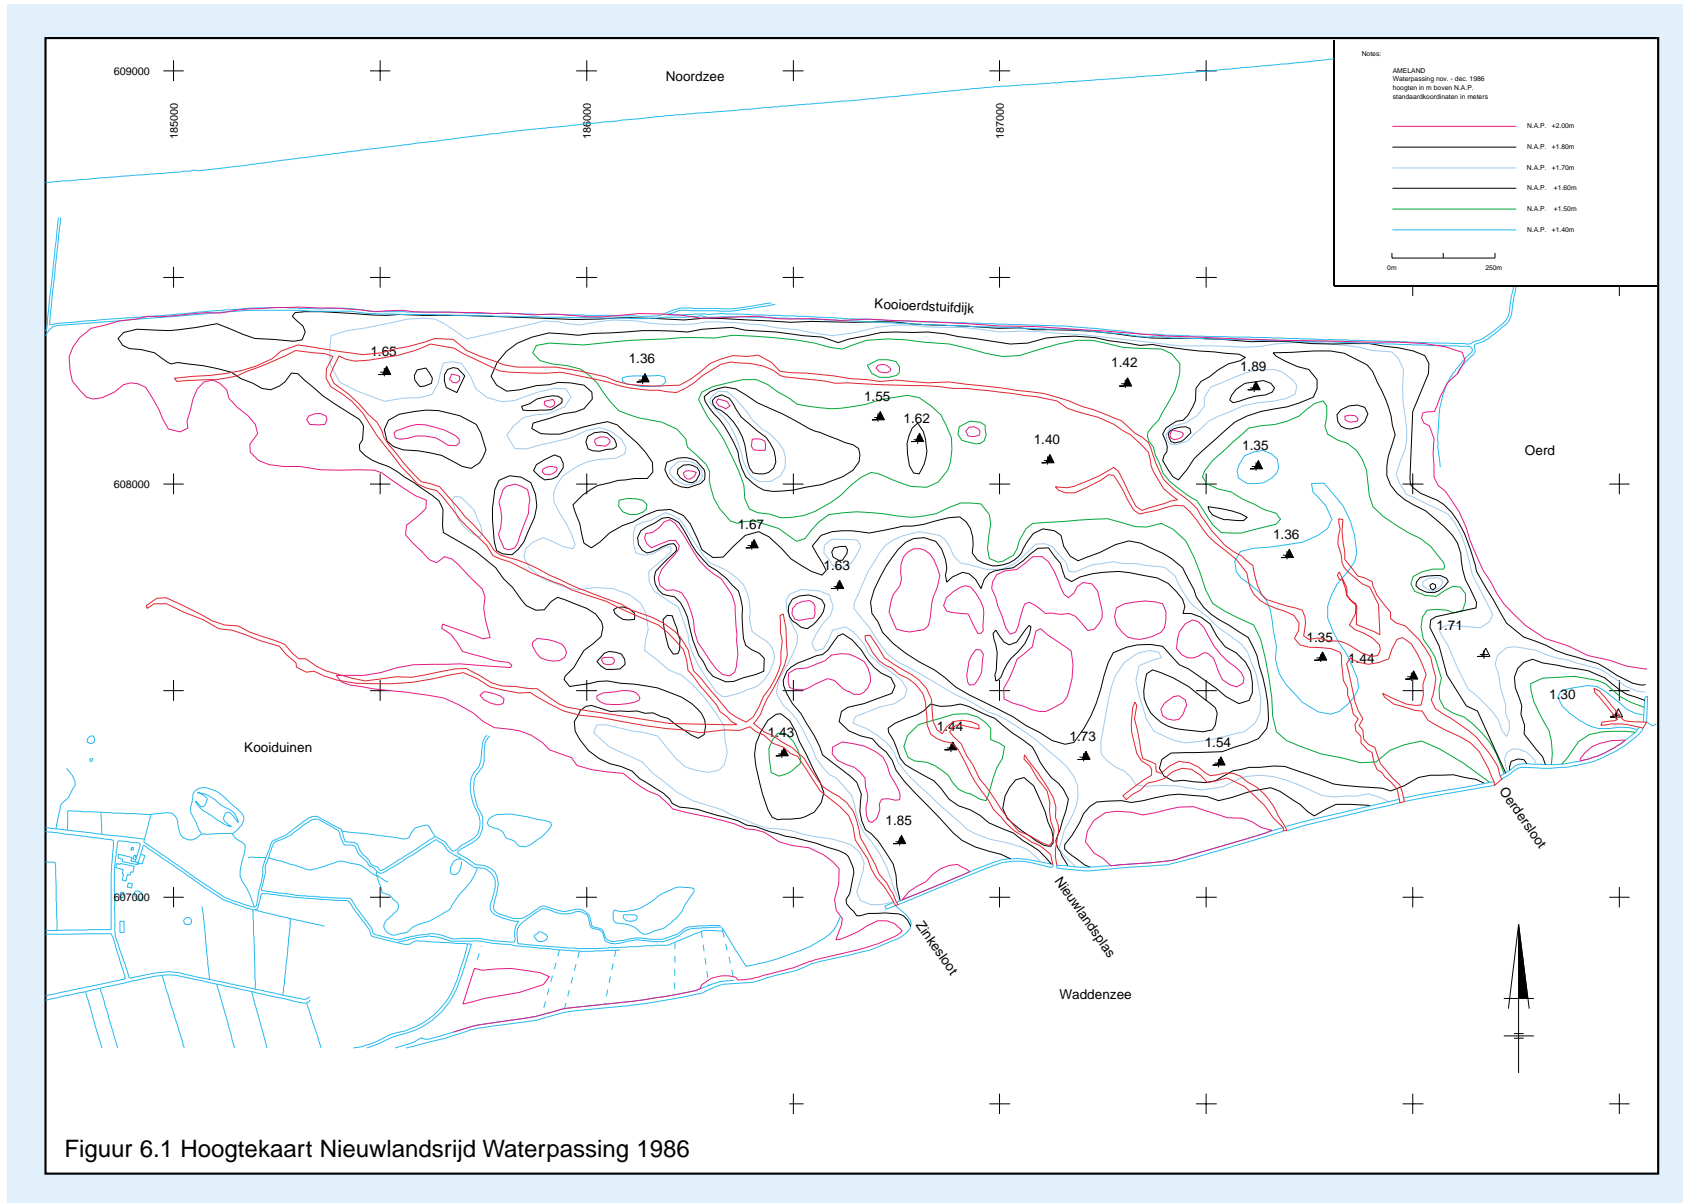 Notes:
AMELAND
Waterpassing nov. - dec. 1986
hoogten in m boven N.A.P.
standaardkoordinaten in meters
N.A.P. +2.00m
N.A.P. +1.80m
N.A.P. +1.70m
N.A.P. +1.60m
N.A.P. +1.50m
N.A.P. +1.40m
0m 250m
609000
Noordzee
185000
186000
187000
Kooioerdstuifdijk
1.65
1.36
1.42
1.89
1.55
1.62
1.40
1.35
Oerd
608000
1.67
1.63
1.36
1.71
1.35
1.44
1.30
Kooiduinen
1.43
1.44
1.73
1.54
1.85
Oerdersloot
607000
Nieuwlandsplas
Zinkesloot
Waddenzee
Figuur 6.1 Hoogtekaart Nieuwlandsrijd Waterpassing 1986